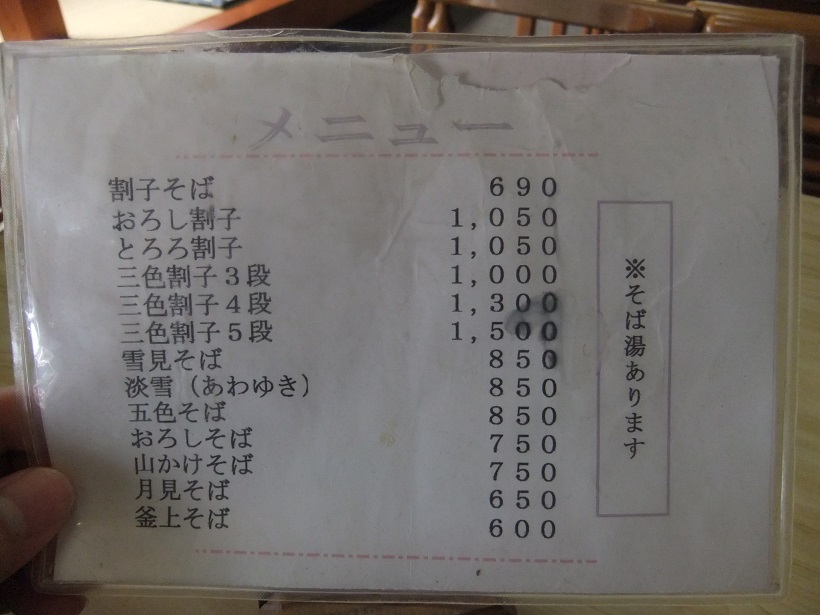 メニュー
割子そば 690
おろし割子 1,050
とろろ割子 1,050
三色割子3段 1,000
三色割子4段 1,300
三色割子5段 1,500
雪見そば 850
淡雪(あわゆき) 850
五色そば 850
おろしそば 750
山かけそば 750
月見そば 650
釜上そば 600
※そば湯あります